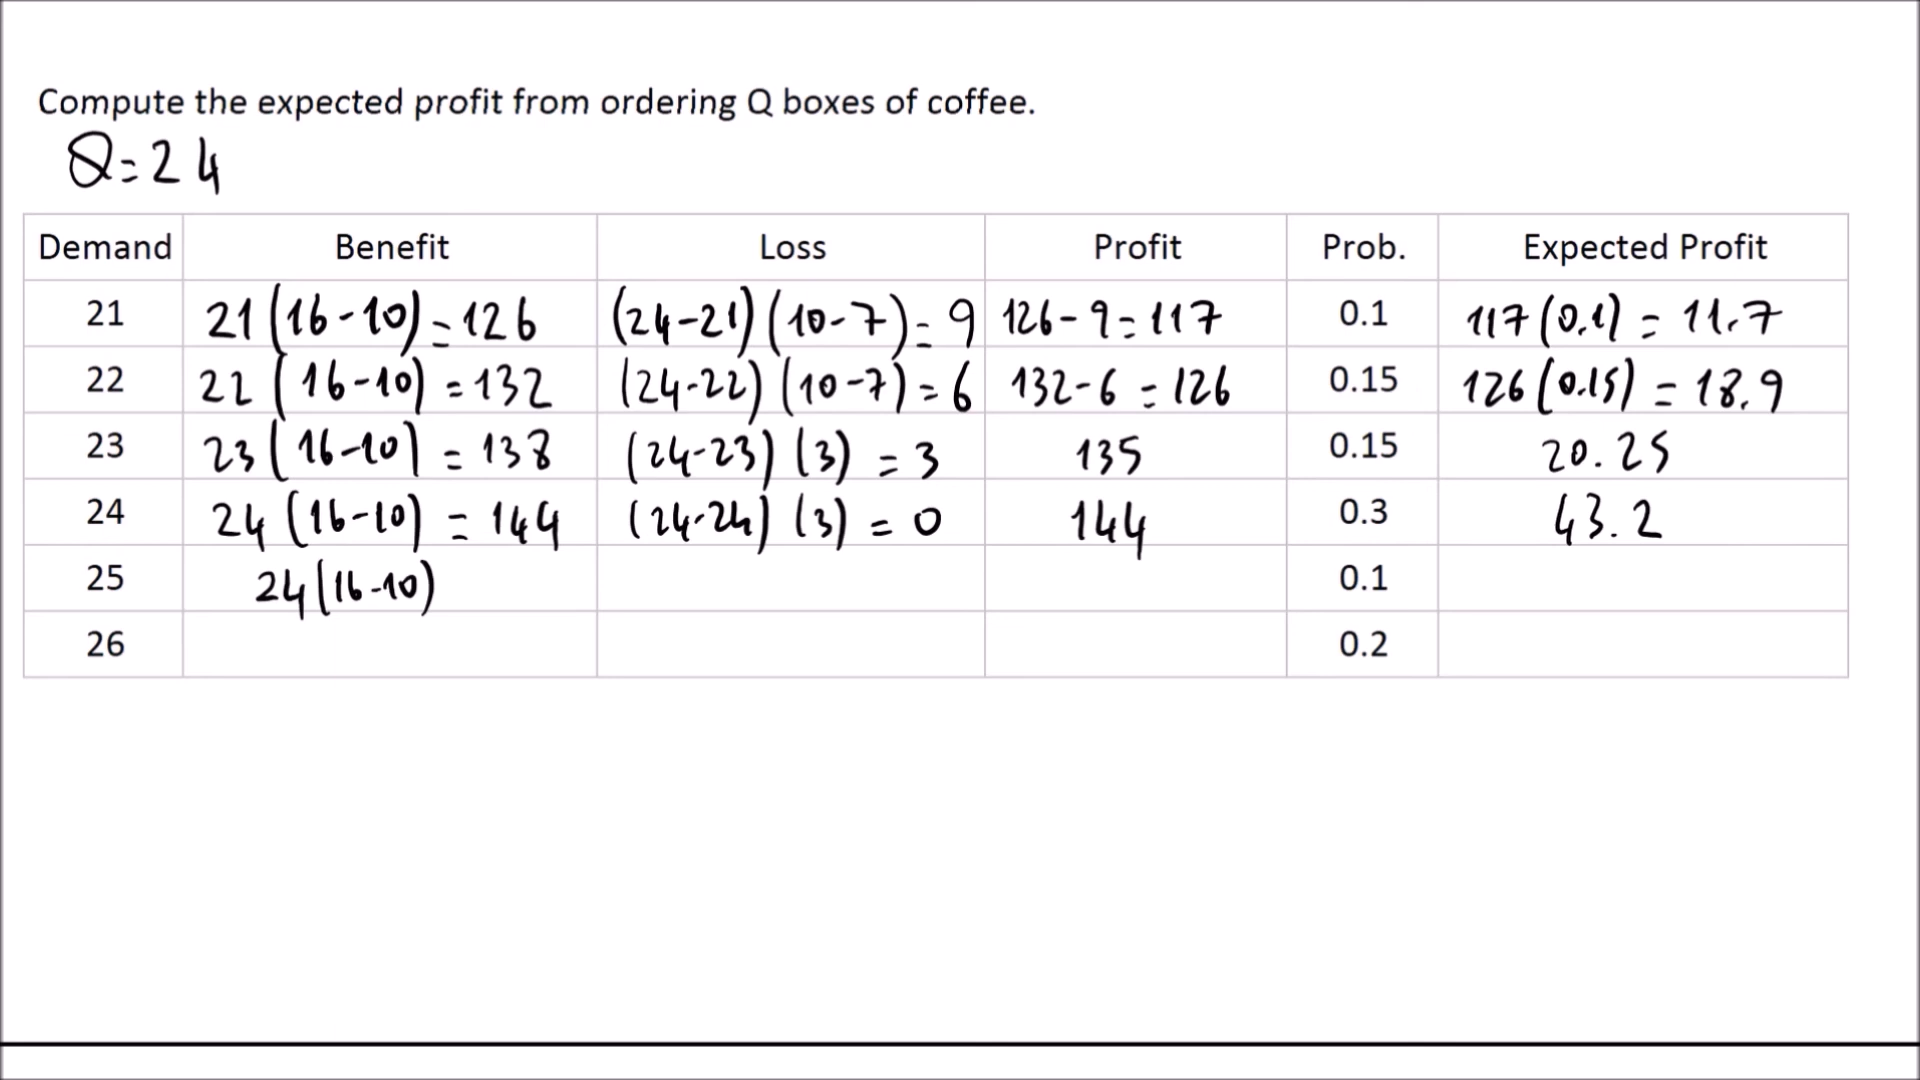 Compute the expected profit from ordering Q boxes of coffee.
Q=24
Demand Benefit Loss Profit Prob. Expected Profit
21 21(16-10)=126 (24-21)(10-7)=9 126-9=117 0.1 117(0.1)=11.7
22 22(16-10)=132 (24-22)(10-7)=6 132-6=126 0.15 126(0.15)=18.9
23 23(16-10)=138 (24-23)(3)=3 135 0.15 20.25
24 24(16-10)=144 (24-24)(3)=0 144 0.3 43.2
25 24(16-10) 0.1
26 0.2